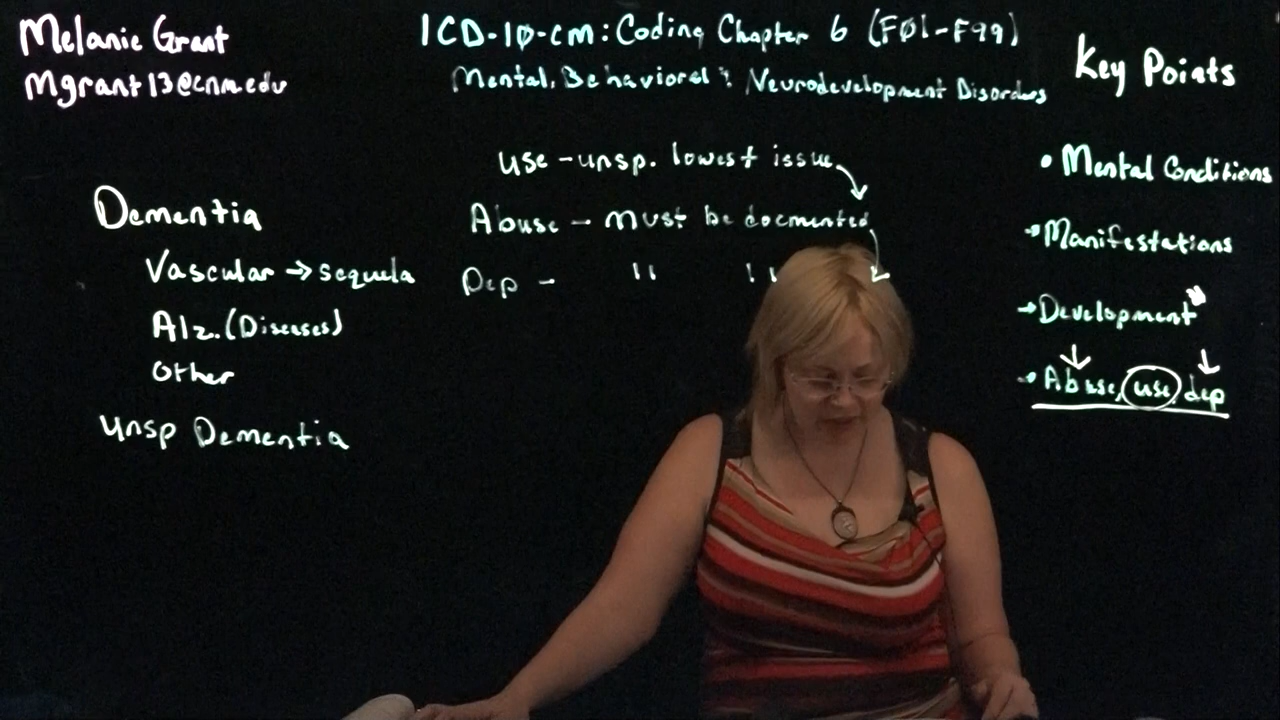 Melanie Grant
Mgrant13@cnm.edu
ICD-10-cm: Coding Chapter 6 (F01-F99)
Mental, Behavioral & Neurodevelopment Disorders
Key Points
• Mental Conditions
→ Manifestations
→ Development
→ Abuse, use, dep
use - unsp. lowest issue
Abuse - must be docmented
Dep - " "
Dementia
Vascular → sequela
Alz. (Diseases)
Other
Unsp Dementia